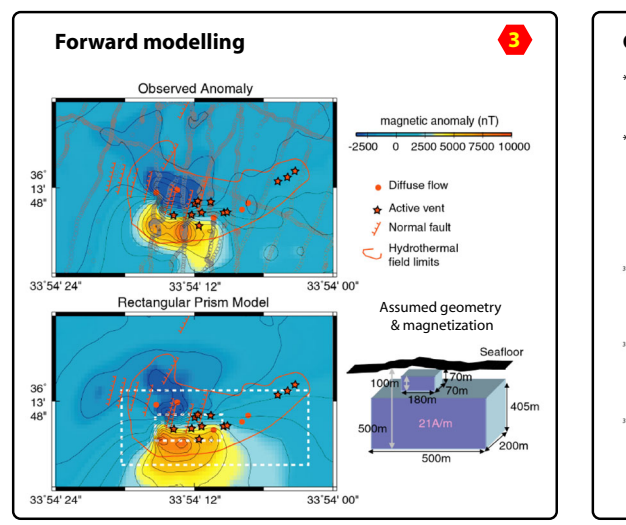 Forward modelling
3
Observed Anomaly
magnetic anomaly (nT)
-2500 0 2500 5000 7500 10000
36˚
13'
48"
Diffuse flow
Active vent
Normal fault
Hydrothermal
field limits
33˚54' 24" 33˚54' 12" 33˚54' 00"
Rectangular Prism Model
Assumed geometry
& magnetization
Seafloor
100m
70m
70m
180m
36˚
13'
48"
405m
21A/m
500m
200m
500m
33˚54' 24" 33˚54' 12" 33˚54' 00"